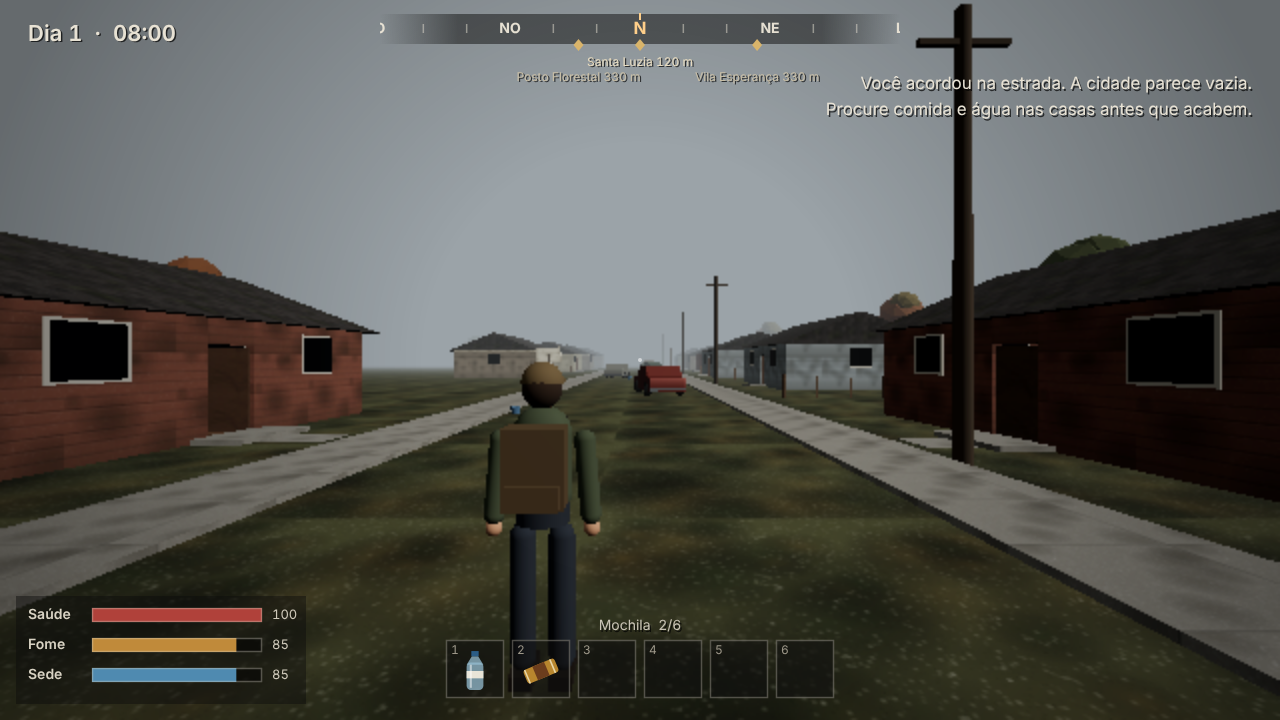 Dia 1 · 08:00
NO
N
NE
Santa Luzia 120 m
Posto Florestal 330 m
Vila Esperança 330 m
Você acordou na estrada. A cidade parece vazia.
Procure comida e água nas casas antes que acabem.
Saúde 100
Fome 85
Sede 85
Mochila 2/6
1 2 3 4 5 6